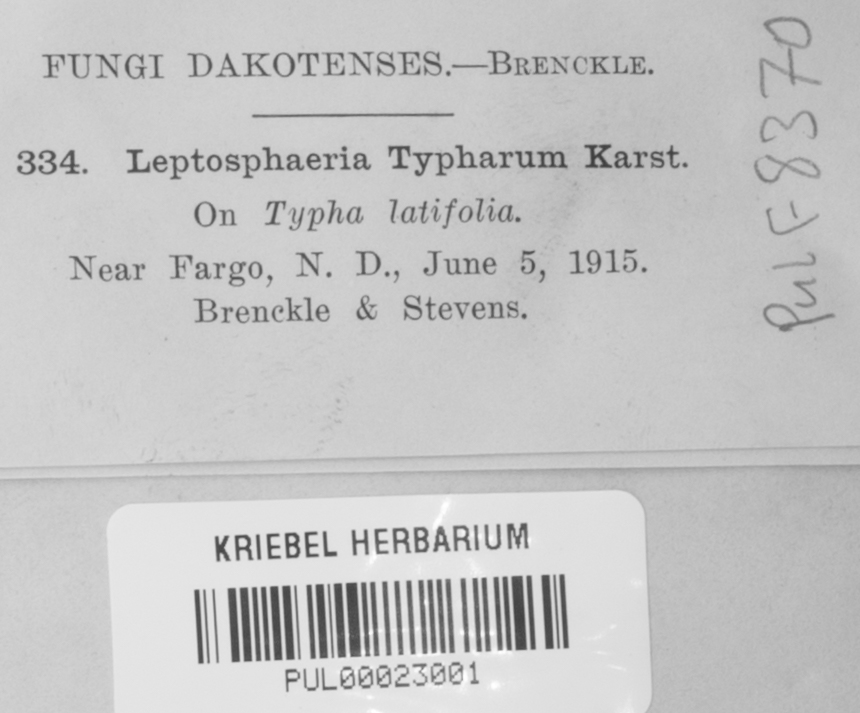 FUNGI DAKOTENSES.—BRENCKLE.
334. Leptosphaeria Typharum Karst.
On Typha latifolia.
Near Fargo, N. D., June 5, 1915.
Brenckle & Stevens.
PUL F8370
KRIEBEL HERBARIUM
PUL00023001